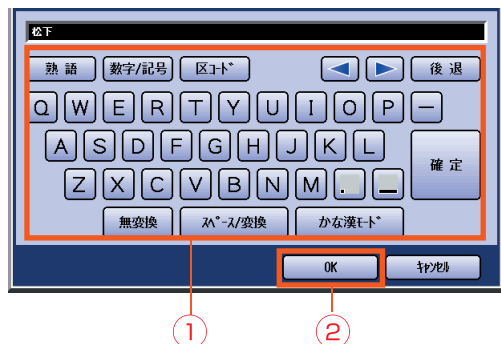 松下
熟 語 数字/記号 区ｺｰﾄﾞ ◀ ▶ 後 退
Q W E R T Y U I O P ー
A S D F G H J K L 確 定
Z X C V B N M . _
無変換 ｽﾍﾟｰｽ/変換 かな漢ﾓｰﾄﾞ
OK ｷｬﾝｾﾙ
① ②